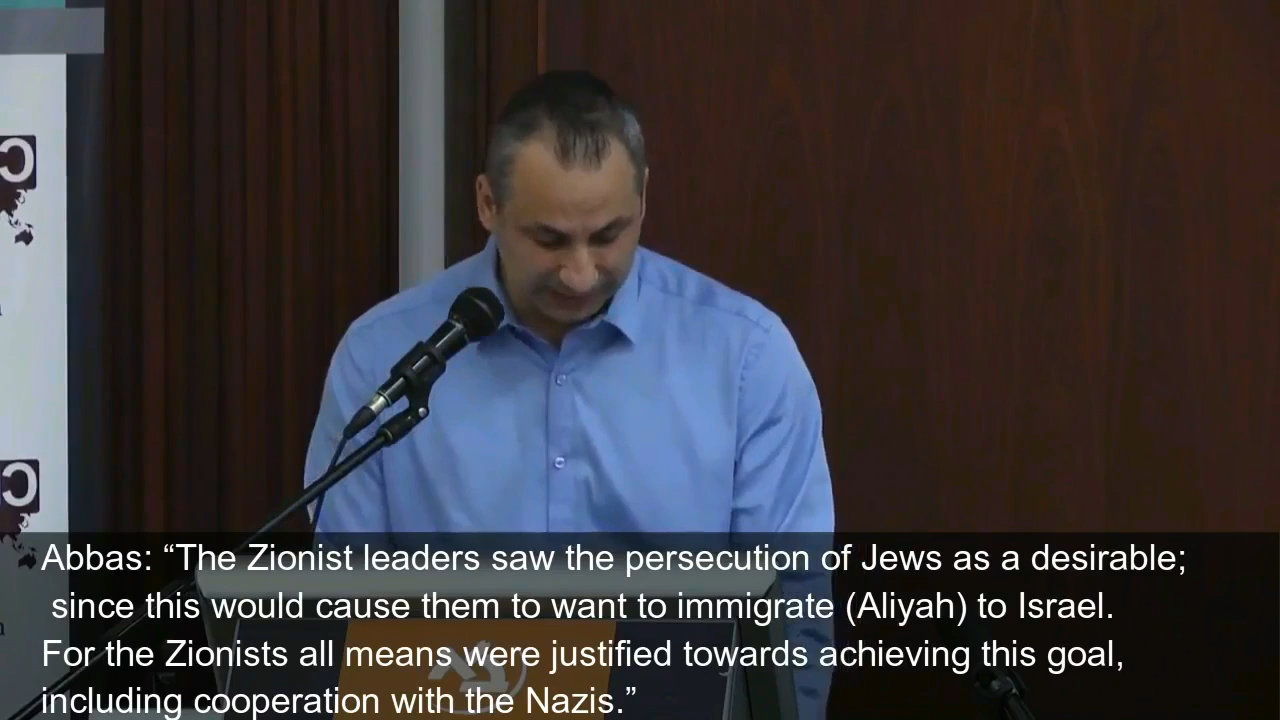 C
C
Abbas: “The Zionist leaders saw the persecution of Jews as a desirable;
since this would cause them to want to immigrate (Aliyah) to Israel.
For the Zionists all means were justified towards achieving this goal,
including cooperation with the Nazis.”